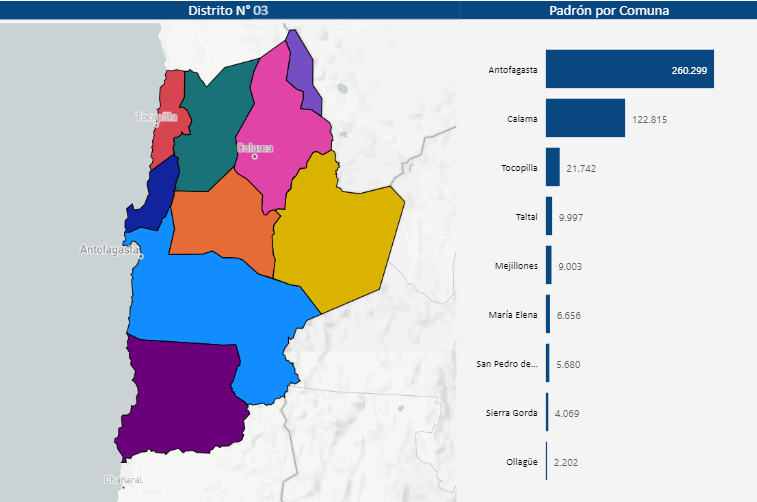 Distrito N° 03
Padrón por Comuna
Tocopilla
Calama
Antofagasta
Chañaral
Antofagasta 260.299
Calama 122.815
Tocopilla 21.742
Taltal 9.997
Mejillones 9.003
María Elena 6.656
San Pedro de... 5.680
Sierra Gorda 4.069
Ollagüe 2.202